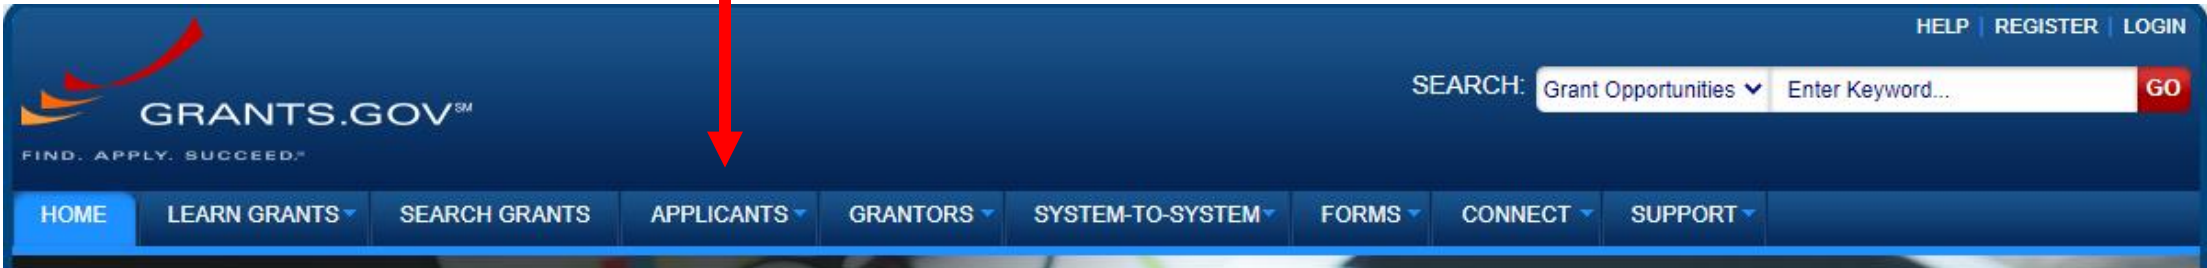 HELP | REGISTER | LOGIN
SEARCH: Grant Opportunities Enter Keyword... GO
GRANTS.GOV℠
FIND. APPLY. SUCCEED.℠
HOME LEARN GRANTS SEARCH GRANTS APPLICANTS GRANTORS SYSTEM-TO-SYSTEM FORMS CONNECT SUPPORT